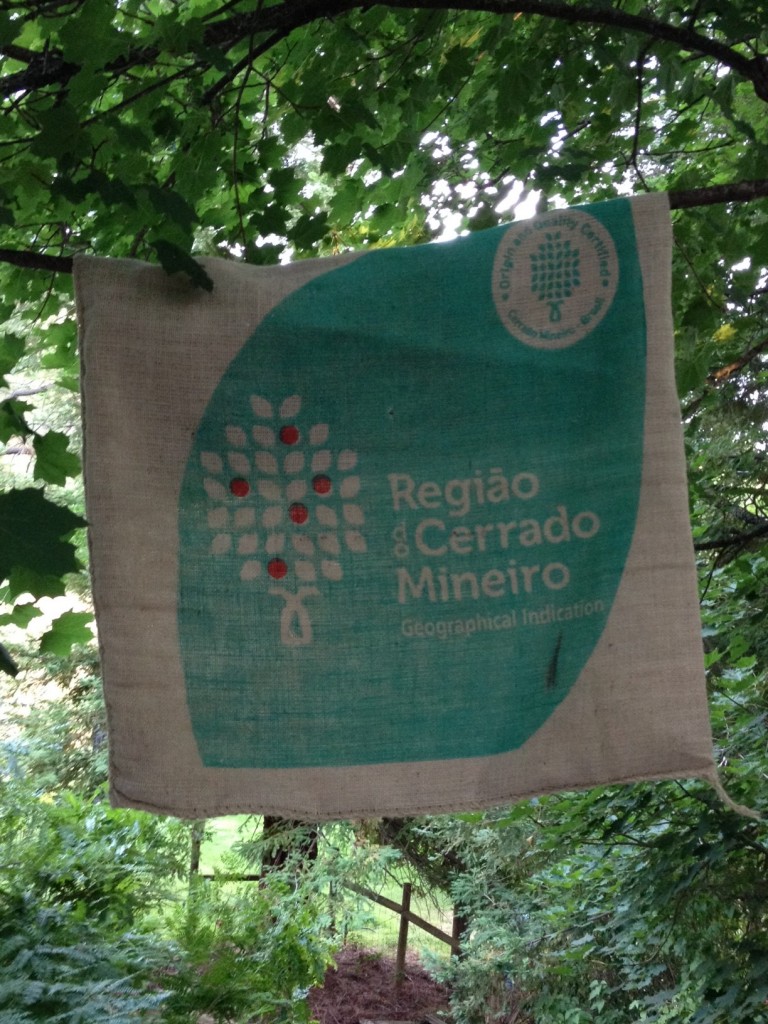 Origin and Quality Certified
Cerrado Mineiro - Brasil
Região
do Cerrado
Mineiro
Geographical Indication